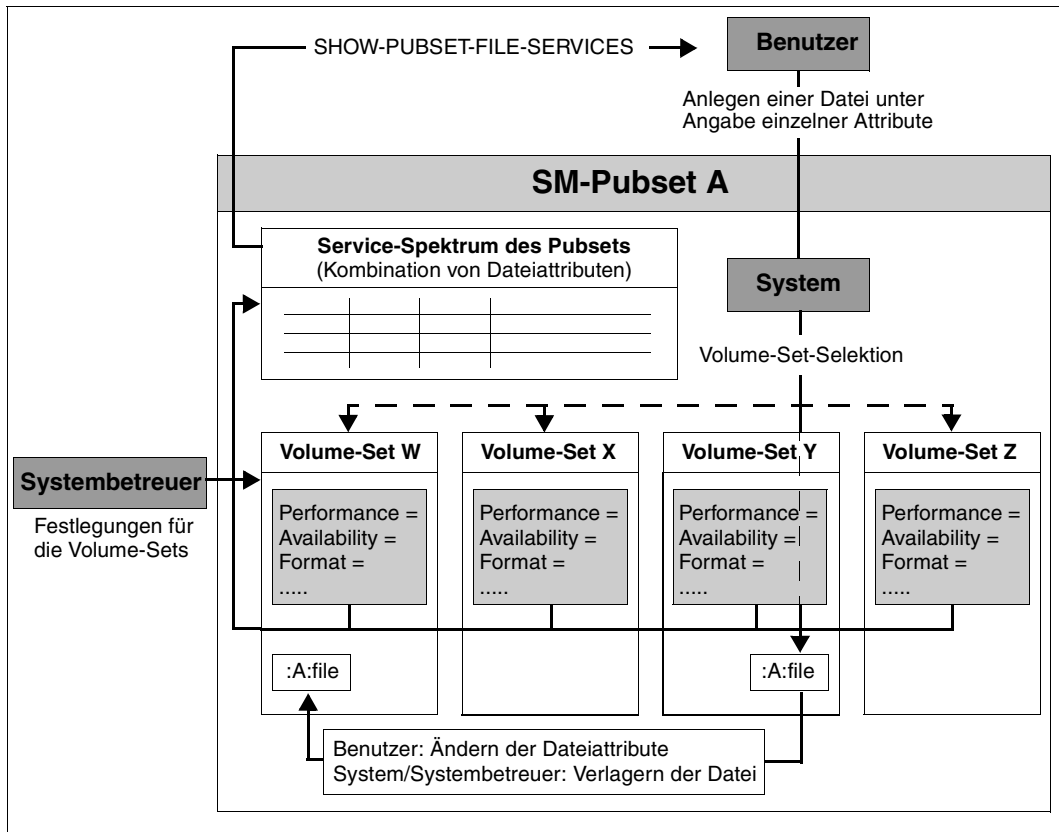 SHOW-PUBSET-FILE-SERVICES
Benutzer
Anlegen einer Datei unter
Angabe einzelner Attribute
SM-Pubset A
Service-Spektrum des Pubsets
(Kombination von Dateiattributen)
System
Volume-Set-Selektion
Systembetreuer
Festlegungen für
die Volume-Sets
Volume-Set W
Performance =
Availability =
Format =
.....
:A:file
Volume-Set X
Performance =
Availability =
Format =
.....
Volume-Set Y
Performance =
Availability =
Format =
.....
:A:file
Volume-Set Z
Performance =
Availability =
Format =
.....
Benutzer: Ändern der Dateiattribute
System/Systembetreuer: Verlagern der Datei